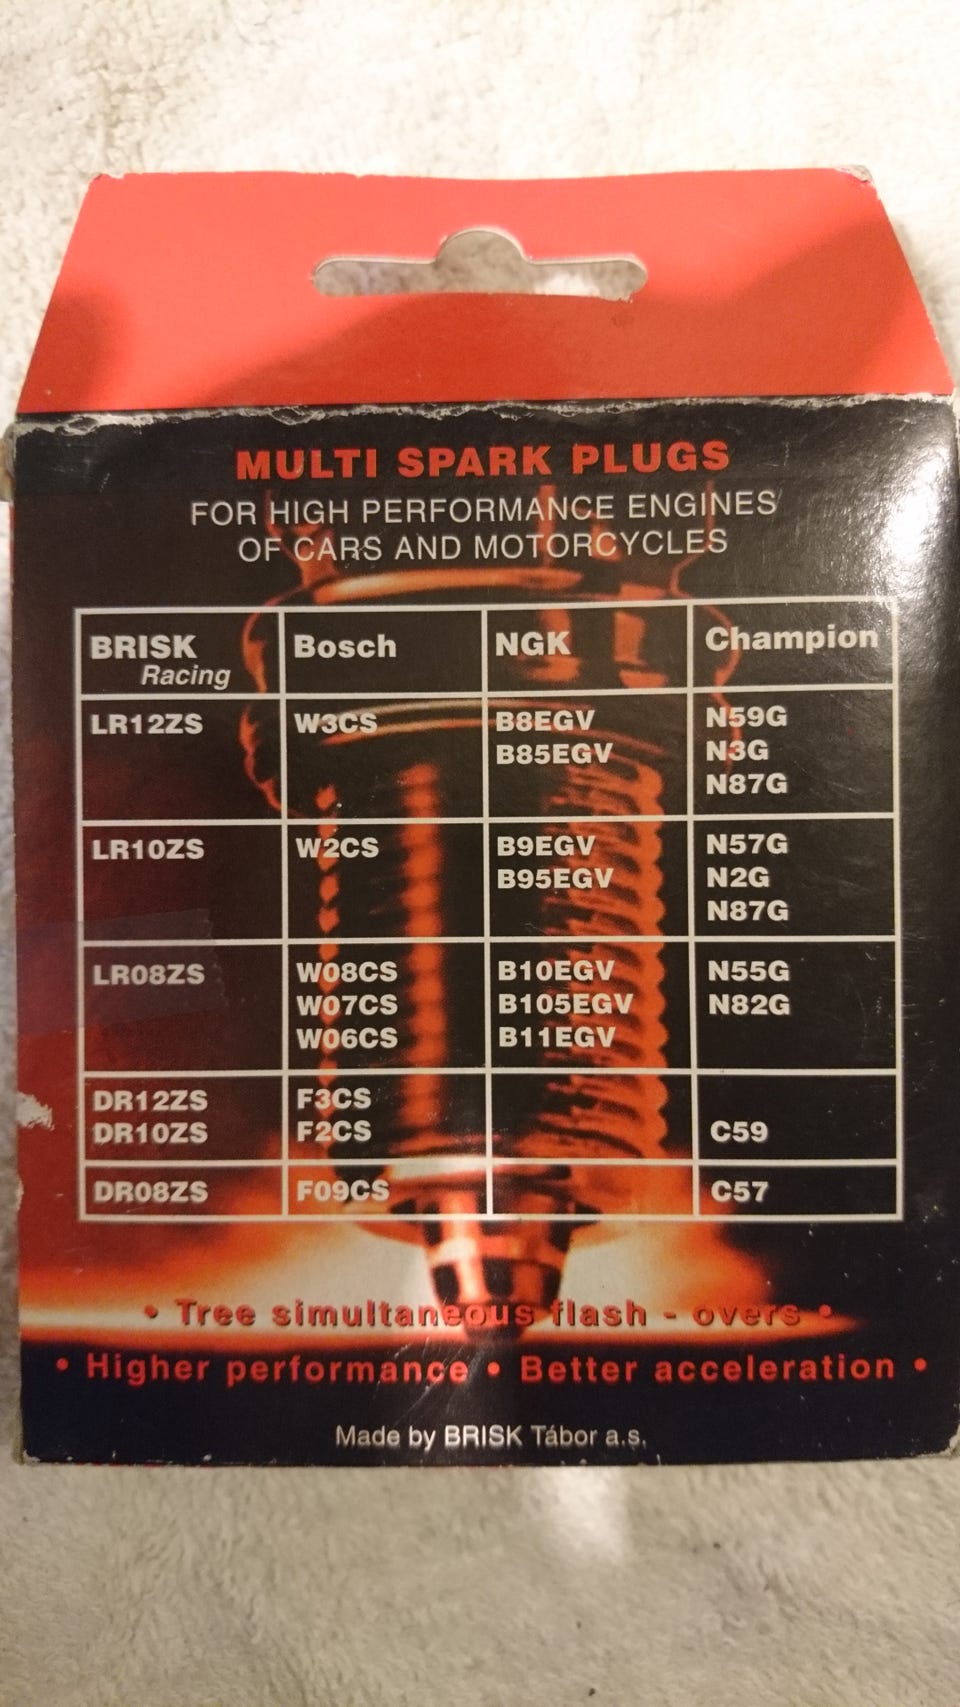 MULTI SPARK PLUGS
FOR HIGH PERFORMANCE ENGINES
OF CARS AND MOTORCYCLES
BRISK Racing Bosch NGK Champion
LR12ZS W3CS B8EGV N59G
B85EGV N3G
N87G
LR10ZS W2CS B9EGV N57G
B95EGV N2G
N87G
LR08ZS W08CS B10EGV N55G
W07CS B105EGV N82G
W06CS B11EGV
DR12ZS F3CS
DR10ZS F2CS C59
DR08ZS F09CS C57
• Tree simultaneous flash - overs •
• Higher performance • Better acceleration •
Made by BRISK Tábor a.s.